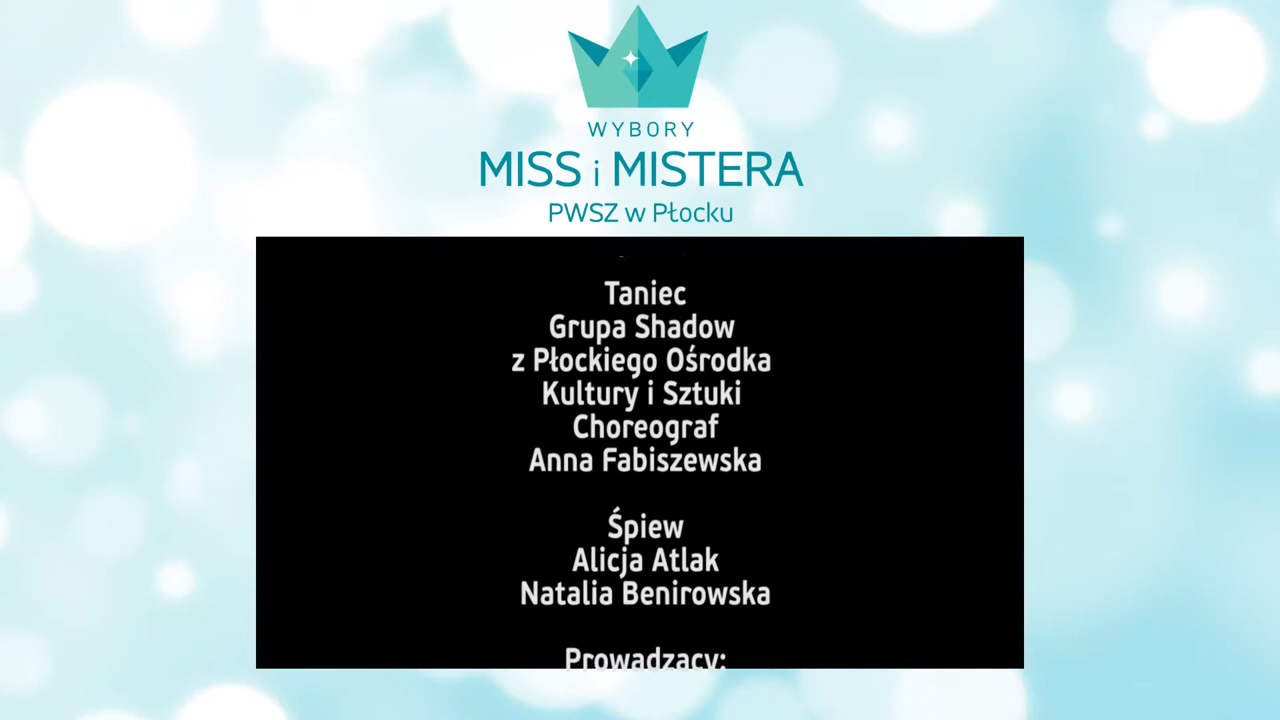 WYBORY
MISS i MISTERA
PWSZ w Płocku
Taniec
Grupa Shadow
z Płockiego Ośrodka
Kultury i Sztuki
Choreograf
Anna Fabiszewska
Śpiew
Alicja Atlak
Natalia Benirowska
Prowadzący: